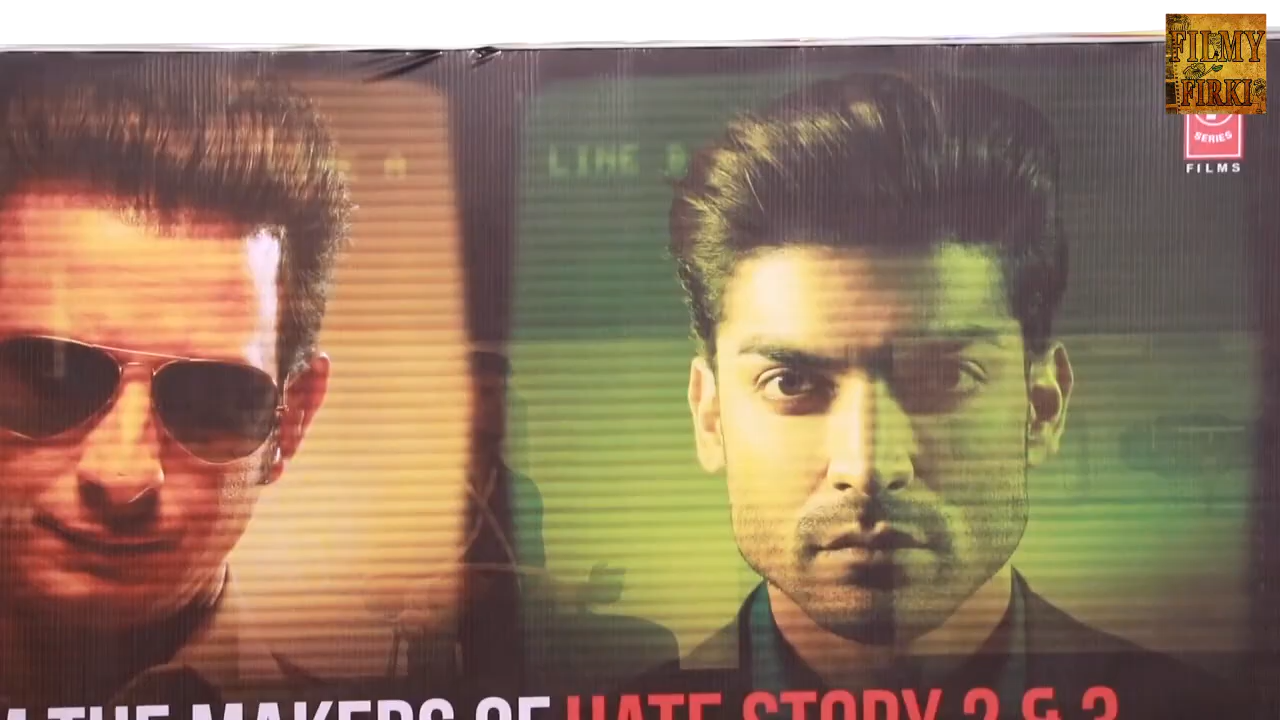 FILMY
FIRKI
SERIES
FILMS
LINE
THE MAKERS OF HATE STORY 2 & 3